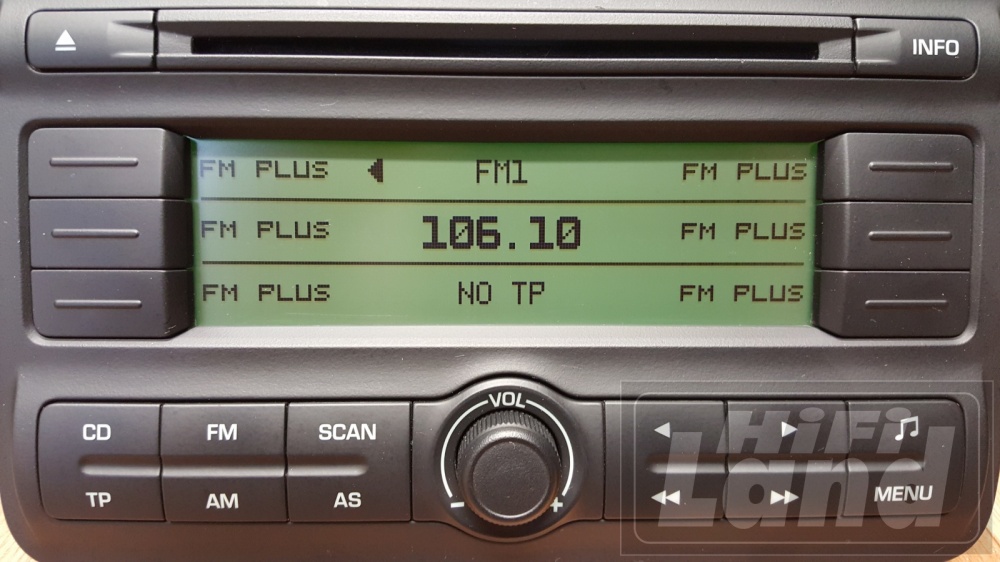 INFO
FM PLUS FM1 FM PLUS
FM PLUS 106.10 FM PLUS
FM PLUS NO TP FM PLUS
VOL
CD FM SCAN
TP AM AS - + MENU
HiFi
Land